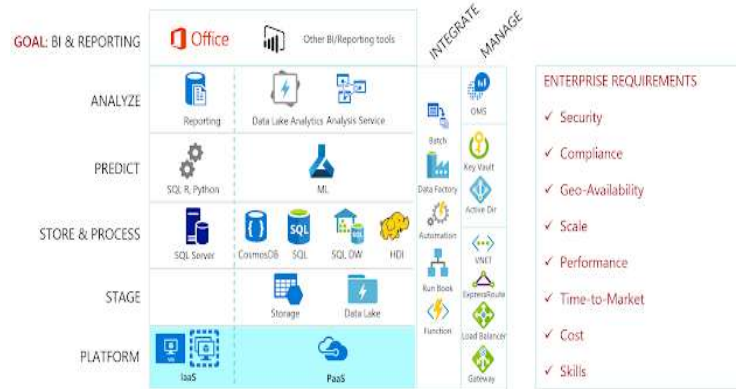 GOAL: BI & REPORTING
Office
Other BI/Reporting tools
INTEGRATE
MANAGE
ANALYZE
Reporting
Data Lake Analytics
Analysis Service
PREDICT
SQL R, Python
ML
STORE & PROCESS
SQL Server
CosmosDB
SQL
SQL
SQL DW
HDI
STAGE
Storage
Data Lake
PLATFORM
IaaS
PaaS
Batch
Data Factory
Automation
Run Book
Function
OMS
Key Vault
Active Dir
VNET
ExpressRoute
Load Balancer
Gateway
ENTERPRISE REQUIREMENTS
✓ Security
✓ Compliance
✓ Geo-Availability
✓ Scale
✓ Performance
✓ Time-to-Market
✓ Cost
✓ Skills